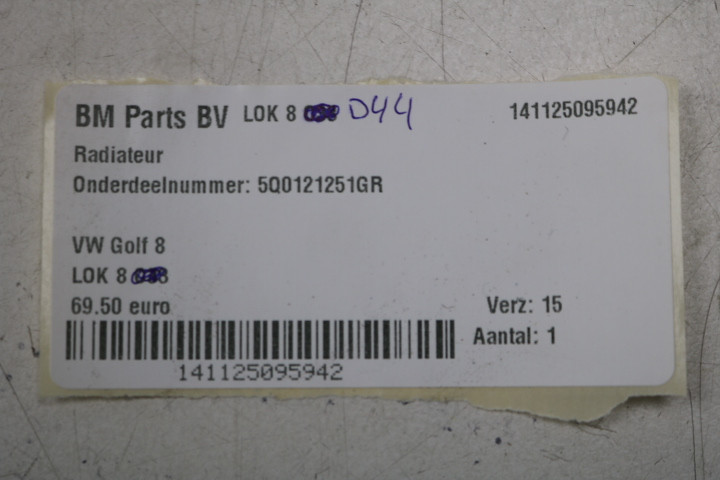 BM Parts BV LOK 8 D44 141125095942
Radiateur
Onderdeelnummer: 5Q0121251GR
VW Golf 8
LOK 8
69.50 euro Verz: 15
Aantal: 1
141125095942